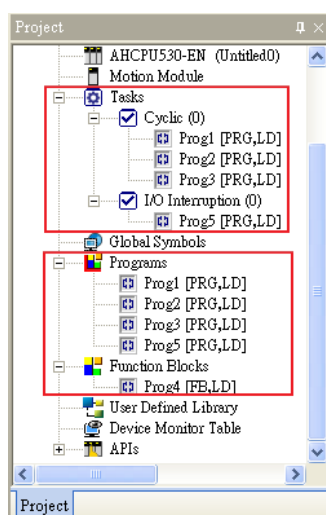 Project
AHCPU530-EN (Untitled0)
Motion Module
Tasks
Cyclic (0)
Prog1 [PRG,LD]
Prog2 [PRG,LD]
Prog3 [PRG,LD]
I/O Interruption (0)
Prog5 [PRG,LD]
Global Symbols
Programs
Prog1 [PRG,LD]
Prog2 [PRG,LD]
Prog3 [PRG,LD]
Prog5 [PRG,LD]
Function Blocks
Prog4 [FB,LD]
User Defined Library
Device Monitor Table
APIs
Project